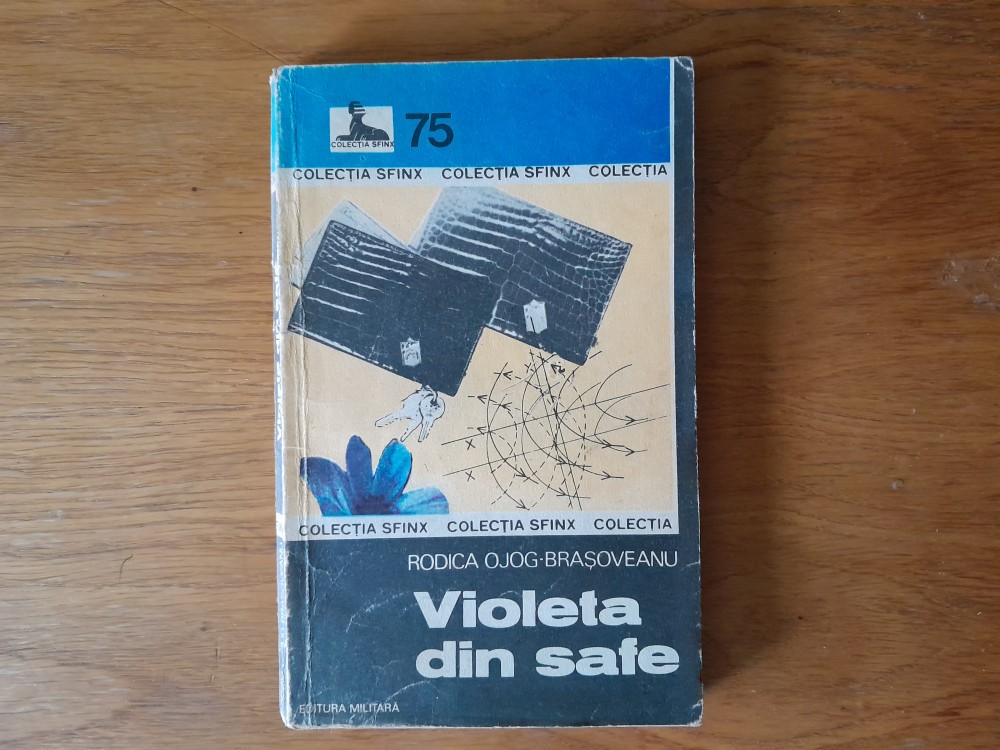 COLECȚIA SFINX
75
COLECȚIA SFINX COLECȚIA SFINX COLECȚIA
COLECȚIA SFINX COLECȚIA SFINX COLECȚIA
RODICA OJOG-BRAȘOVEANU
Violeta
din safe
EDITURA MILITARĂ